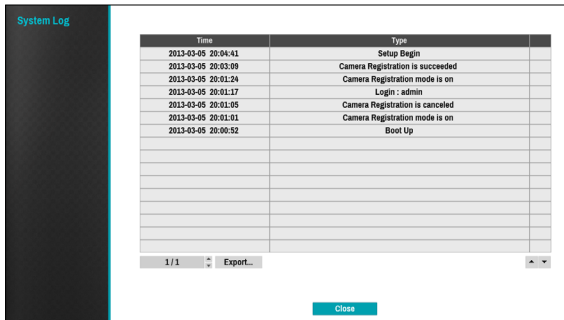 System Log
Time Type
2013-03-05 20:04:41 Setup Begin
2013-03-05 20:03:09 Camera Registration is succeeded
2013-03-05 20:01:24 Camera Registration mode is on
2013-03-05 20:01:17 Login : admin
2013-03-05 20:01:05 Camera Registration is canceled
2013-03-05 20:01:01 Camera Registration mode is on
2013-03-05 20:00:52 Boot Up
1 / 1 Export...
Close